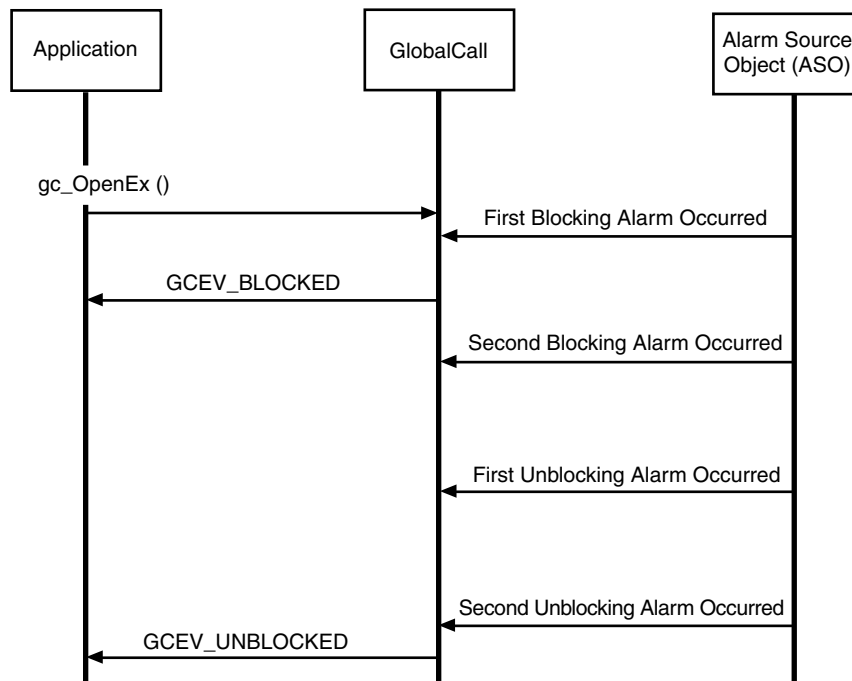 Application
GlobalCall
Alarm Source
Object (ASO)
gc_OpenEx ()
First Blocking Alarm Occurred
GCEV_BLOCKED
Second Blocking Alarm Occurred
First Unblocking Alarm Occurred
Second Unblocking Alarm Occurred
GCEV_UNBLOCKED